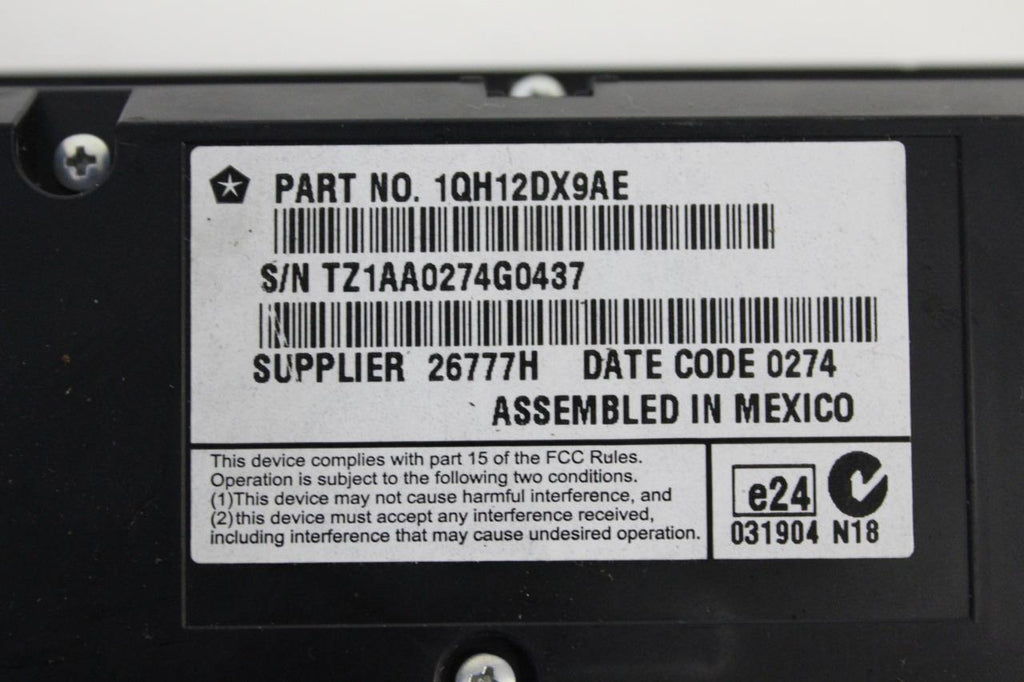 PART NO. 1QH12DX9AE
S/N TZ1AA0274G0437
SUPPLIER 26777H DATE CODE 0274
ASSEMBLED IN MEXICO
This device complies with part 15 of the FCC Rules.
Operation is subject to the following two conditions.
(1)This device may not cause harmful interference, and
(2)this device must accept any interference received,
including interference that may cause undesired operation.
e24
031904 N18